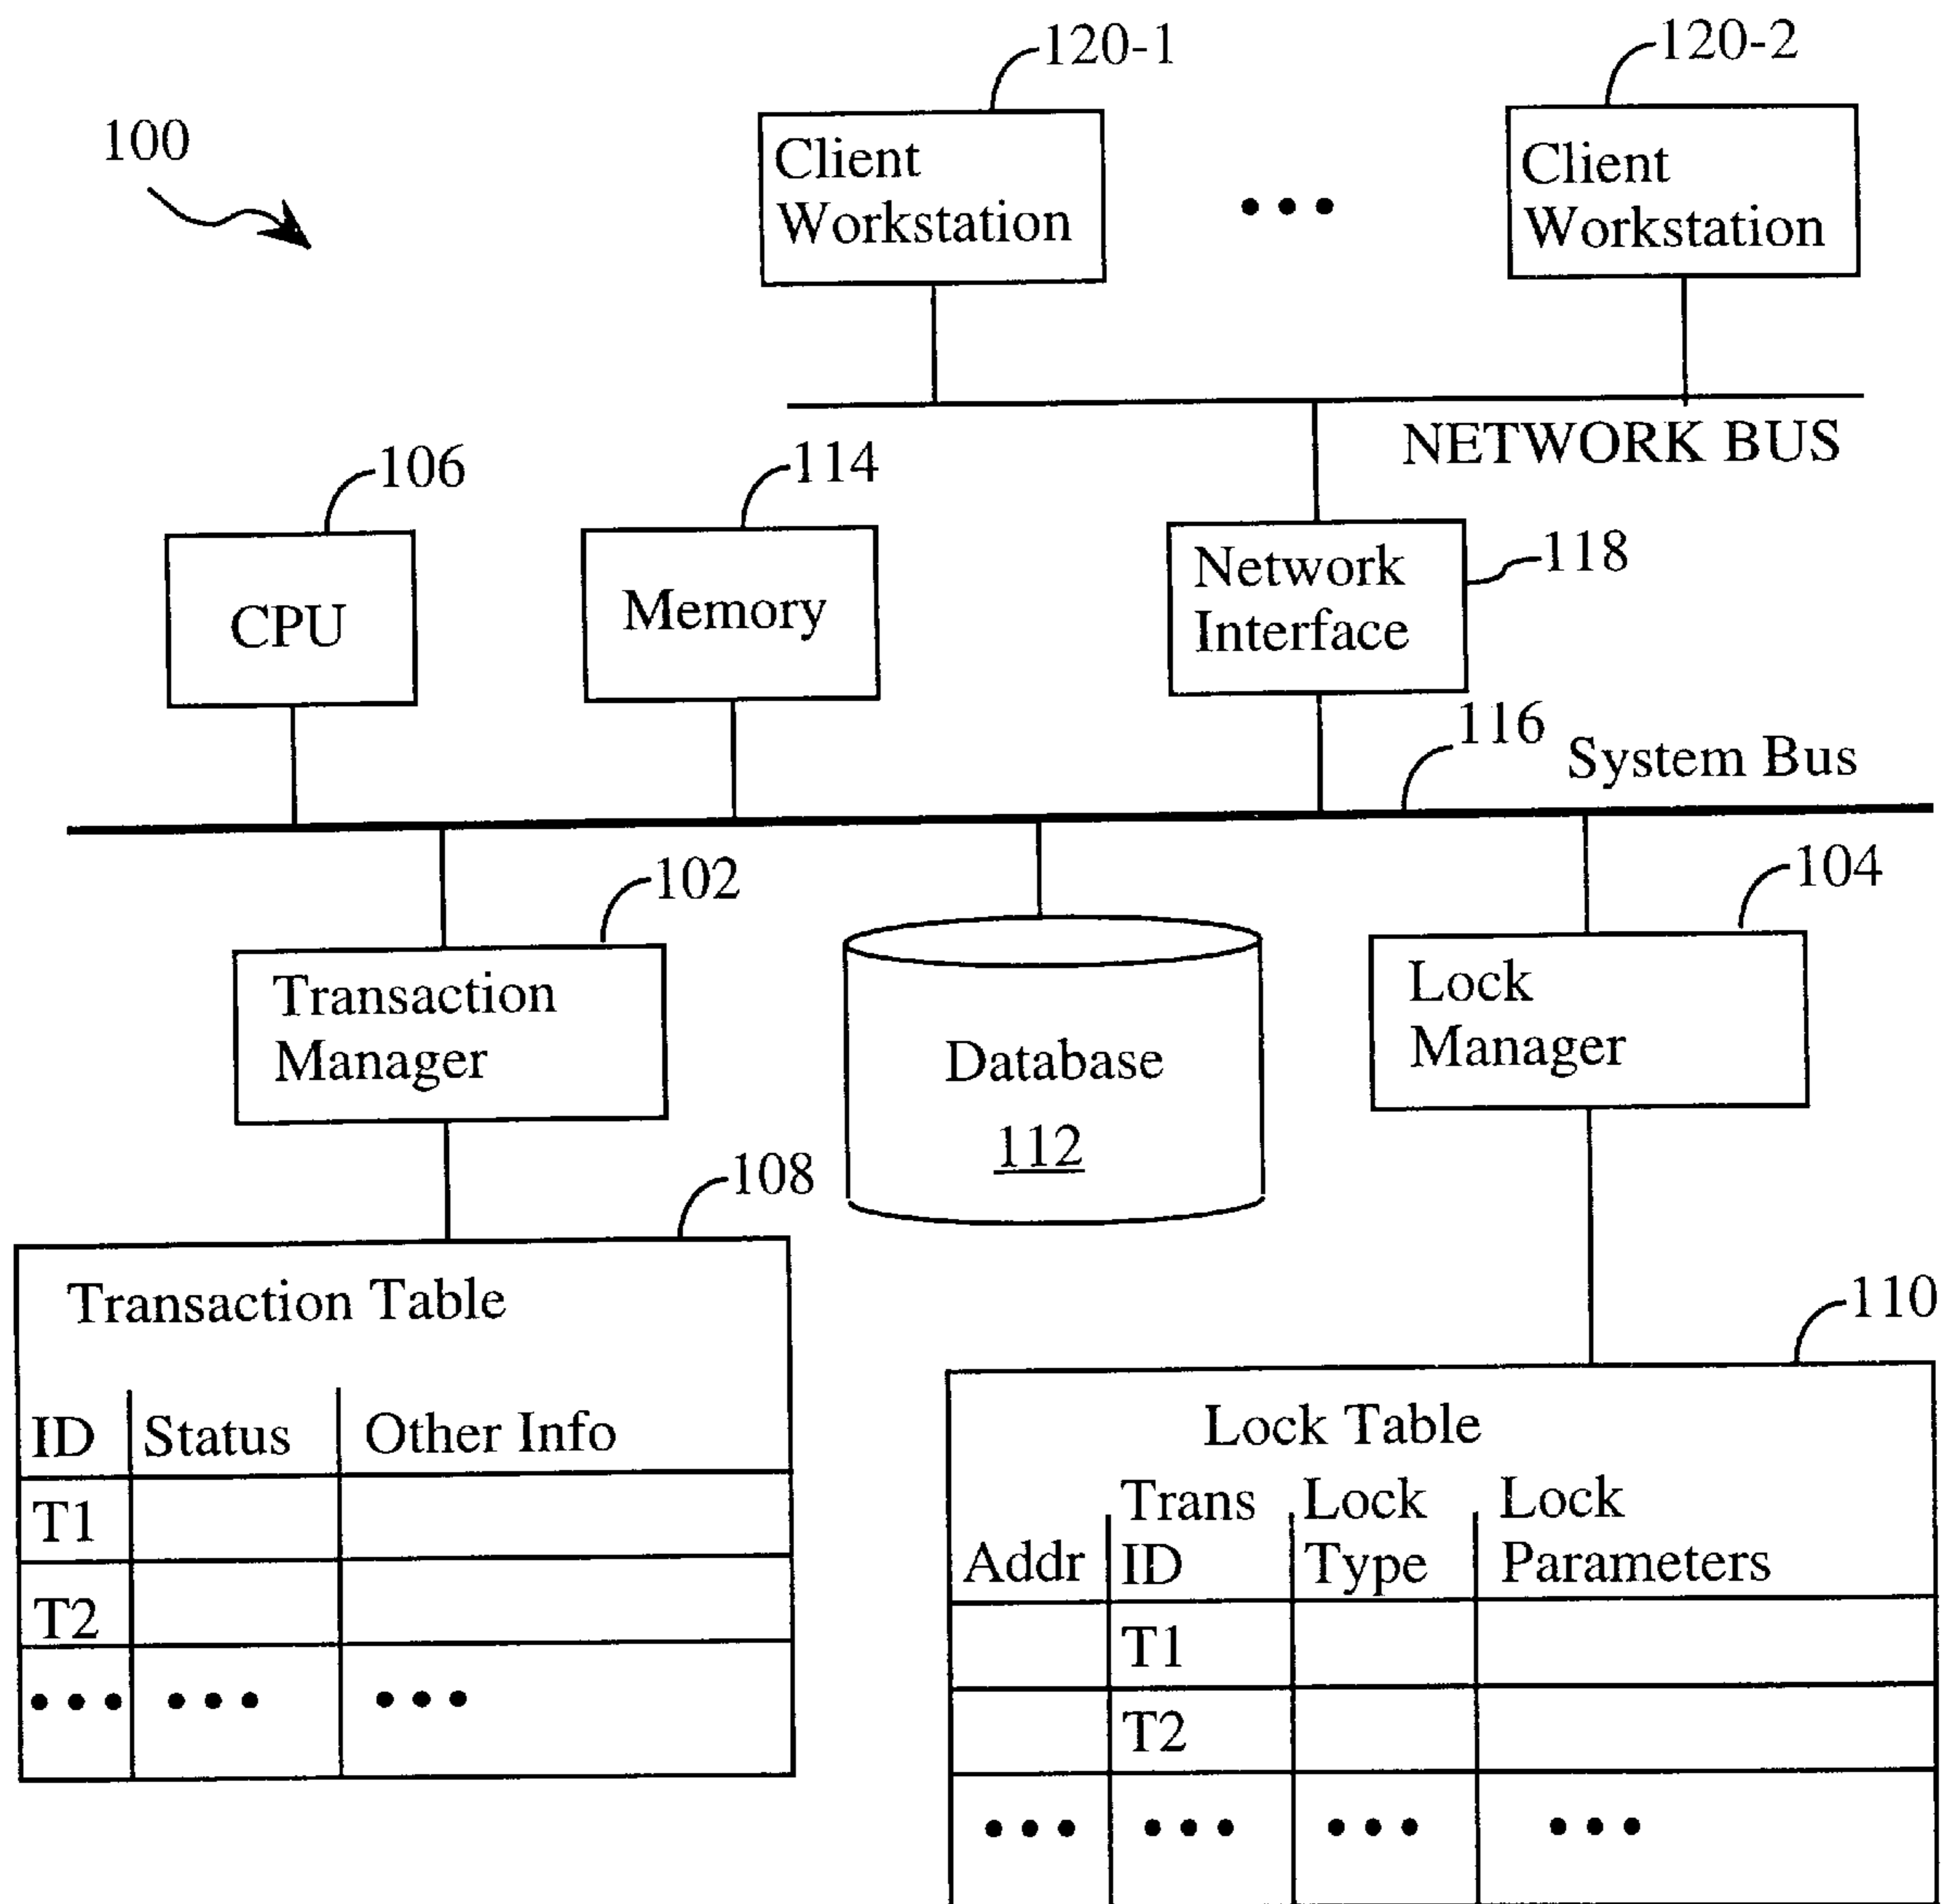 120-1
120-2
100
Client
Workstation
• • •
Client
Workstation
NETWORK BUS
106
114
118
CPU
Memory
Network
Interface
116
System Bus
102
104
Transaction
Manager
Database
112
Lock
Manager
108
110
Transaction Table
ID Status Other Info
T1
T2
• • • • • • • • •
Lock Table
Trans Lock Lock
Addr ID Type Parameters
T1
T2
• • • • • • • • • • • •